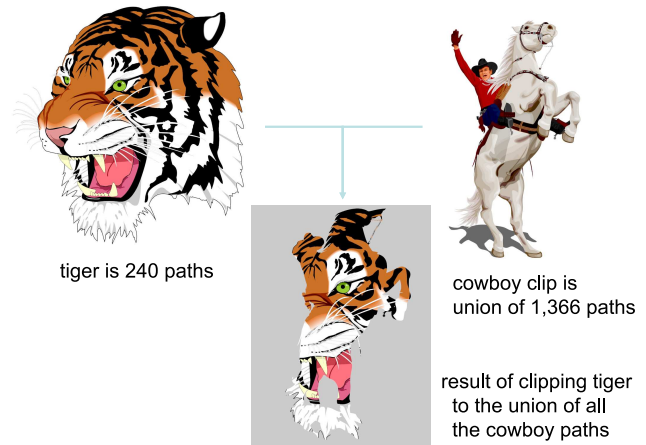 tiger is 240 paths
cowboy clip is
union of 1,366 paths
result of clipping tiger
to the union of all
the cowboy paths